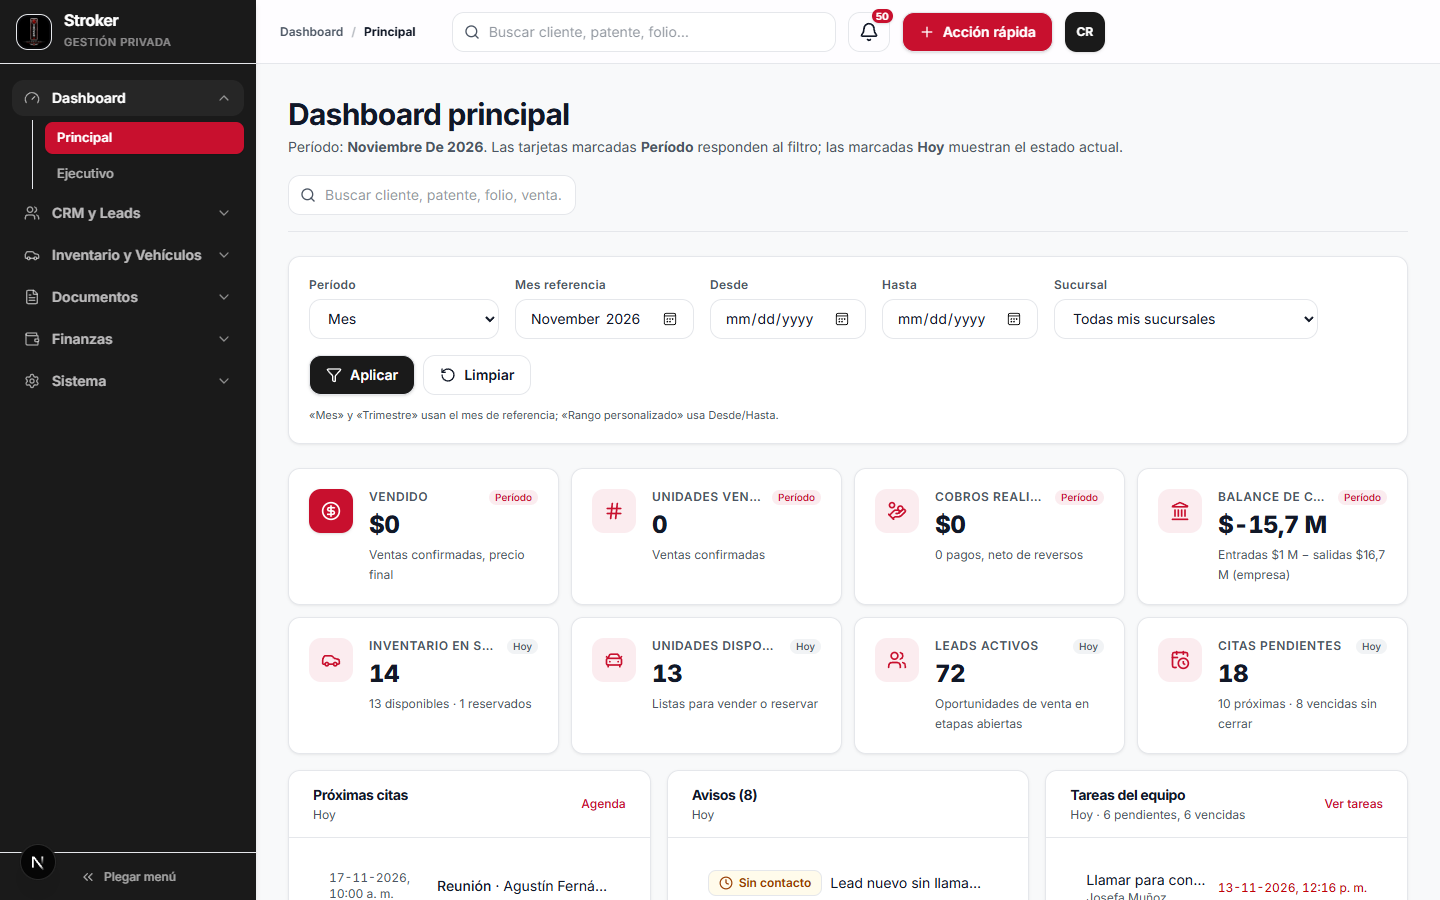 Stroker
GESTIÓN PRIVADA
Dashboard / Principal
Buscar cliente, patente, folio...
50
Acción rápida
CR
Dashboard
Principal
Ejecutivo
CRM y Leads
Inventario y Vehículos
Documentos
Finanzas
Sistema
N
Plegar menú
Dashboard principal
Período: Noviembre De 2026. Las tarjetas marcadas Período responden al filtro; las marcadas Hoy muestran el estado actual.
Buscar cliente, patente, folio, venta.
Período
Mes referencia
Desde
Hasta
Sucursal
Mes
November 2026
mm/dd/yyyy
mm/dd/yyyy
Todas mis sucursales
Aplicar
Limpiar
«Mes» y «Trimestre» usan el mes de referencia; «Rango personalizado» usa Desde/Hasta.
VENDIDO
Período
$0
Ventas confirmadas, precio
final
UNIDADES VEN...
Período
0
Ventas confirmadas
COBROS REALI...
Período
$0
0 pagos, neto de reversos
BALANCE DE C...
Período
$-15,7 M
Entradas $1 M − salidas $16,7
M (empresa)
INVENTARIO EN S...
Hoy
14
13 disponibles · 1 reservados
UNIDADES DISPO...
Hoy
13
Listas para vender o reservar
LEADS ACTIVOS
Hoy
72
Oportunidades de venta en
etapas abiertas
CITAS PENDIENTES
Hoy
18
10 próximas · 8 vencidas sin
cerrar
Próximas citas
Hoy
Agenda
17-11-2026,
10:00 a. m.
Reunión · Agustín Ferná...
Avisos (8)
Hoy
Sin contacto
Lead nuevo sin llama...
Tareas del equipo
Hoy · 6 pendientes, 6 vencidas
Ver tareas
Llamar para con...
Josefa Muñoz
13-11-2026, 12:16 p. m.